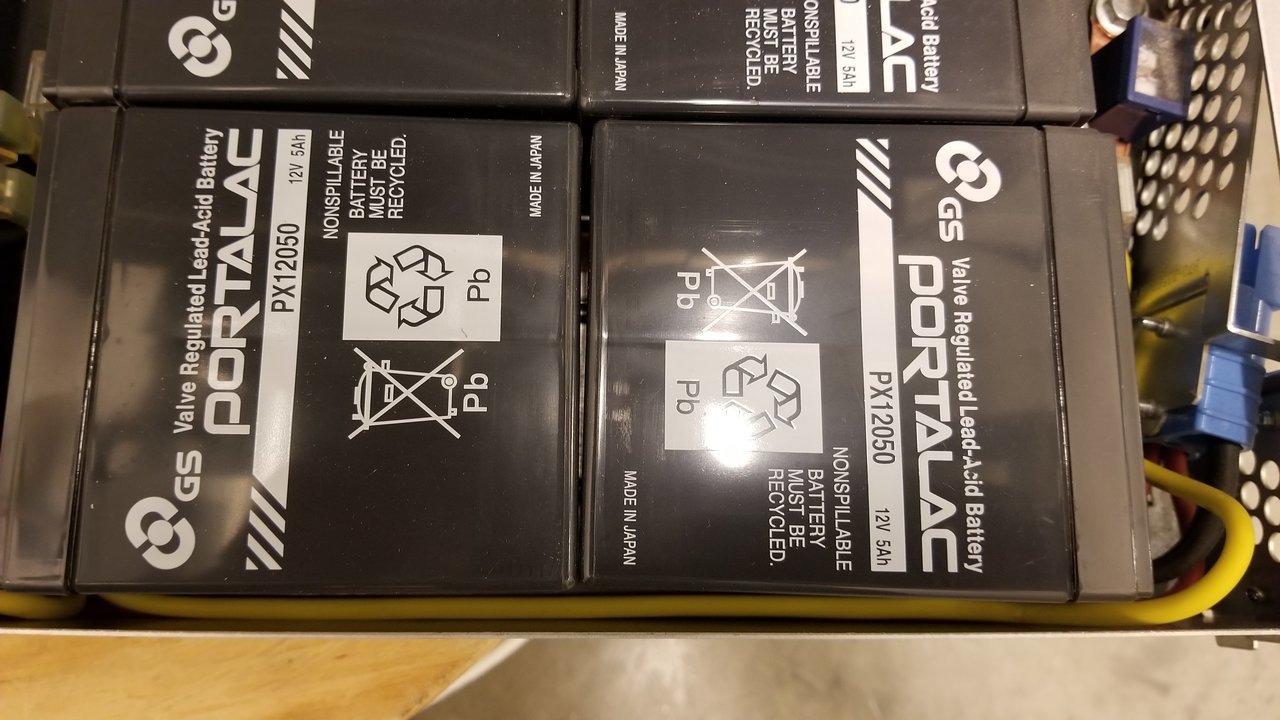 G
MADE IN JAPAN
NONSPILLABLE
BATTERY
MUST BE
RECYCLED.
12V 5Ah
LAC
Acid Battery
GS
Valve Regulated Lead-Acid Battery
PORTALAC
PX12050 12V 5Ah
NONSPILLABLE
BATTERY
MUST BE
RECYCLED.
Pb
Pb
MADE IN JAPAN
GS
Valve Regulated Lead-Acid Battery
PORTALAC
PX12050 12V 5Ah
NONSPILLABLE
BATTERY
MUST BE
RECYCLED.
Pb
Pb
MADE IN JAPAN